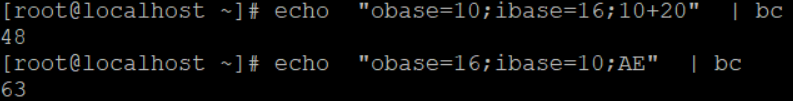 [root@localhost ~]# echo  "obase=10;ibase=16;10+20"  | bc
48
[root@localhost ~]# echo  "obase=16;ibase=10;AE"  | bc
63